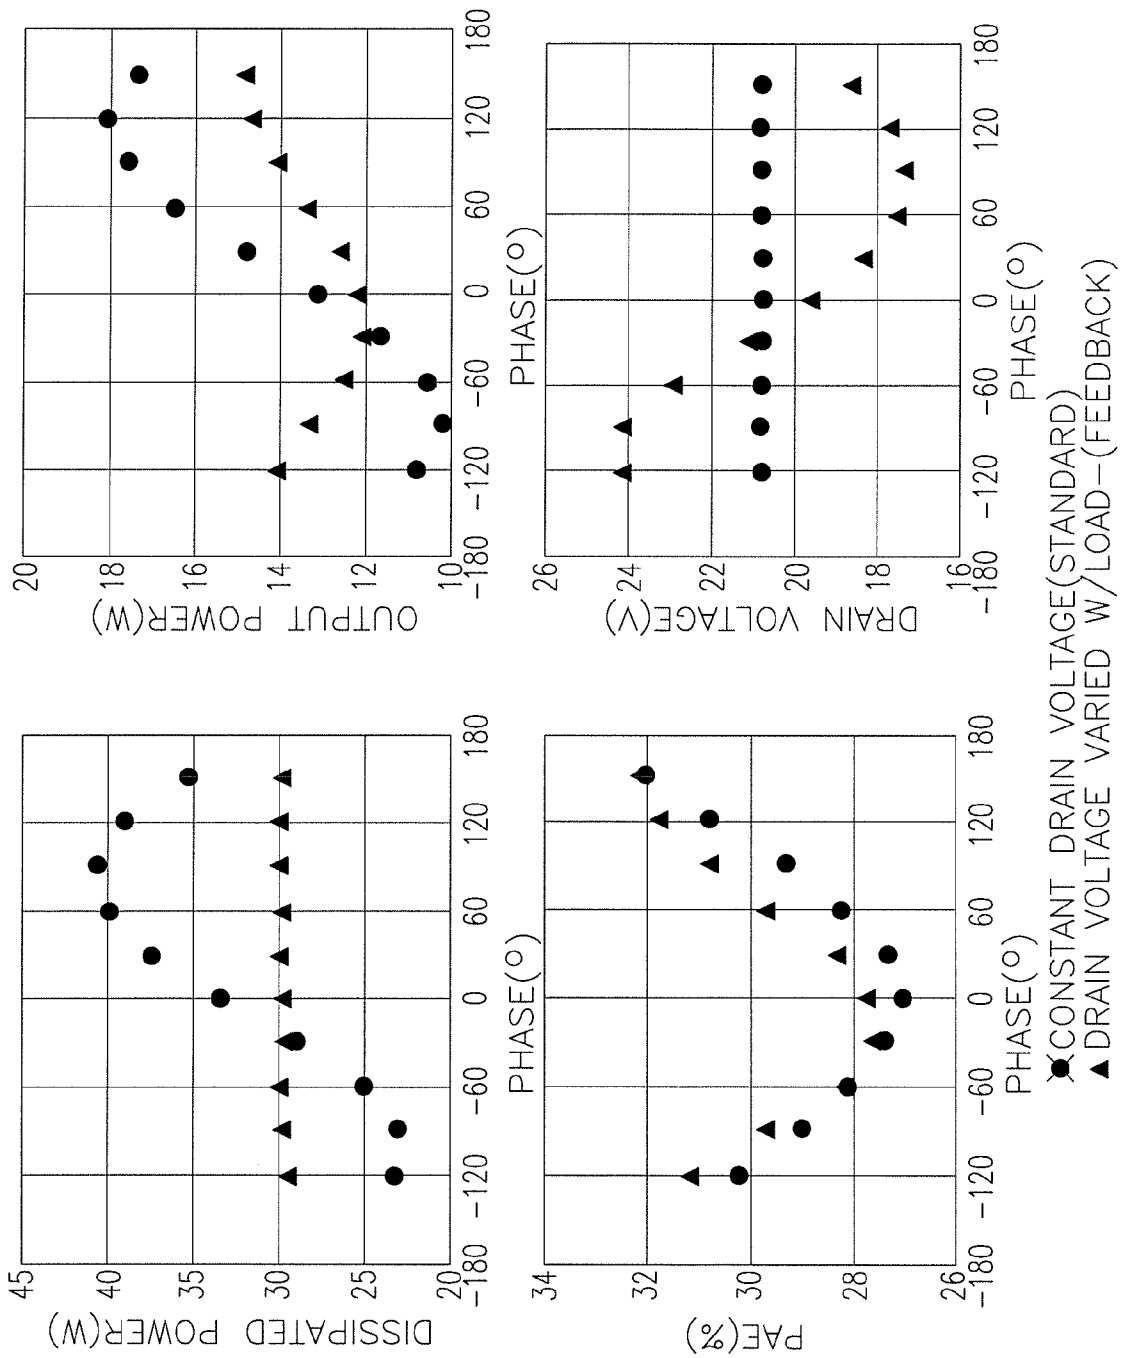 DISSIPATED POWER(W)
45
40
35
30
25
20
-180 -120 -60 0 60 120 180
PHASE(°)
OUTPUT POWER(W)
20
18
16
14
12
10
-180 -120 -60 0 60 120 180
PHASE(°)
PAE(%)
34
32
30
28
26
-180 -120 -60 0 60 120 180
PHASE(°)
DRAIN VOLTAGE(V)
26
24
22
20
18
16
-180 -120 -60 0 60 120 180
PHASE(°)
CONSTANT DRAIN VOLTAGE(STANDARD)
DRAIN VOLTAGE VARIED W/LOAD-(FEEDBACK)